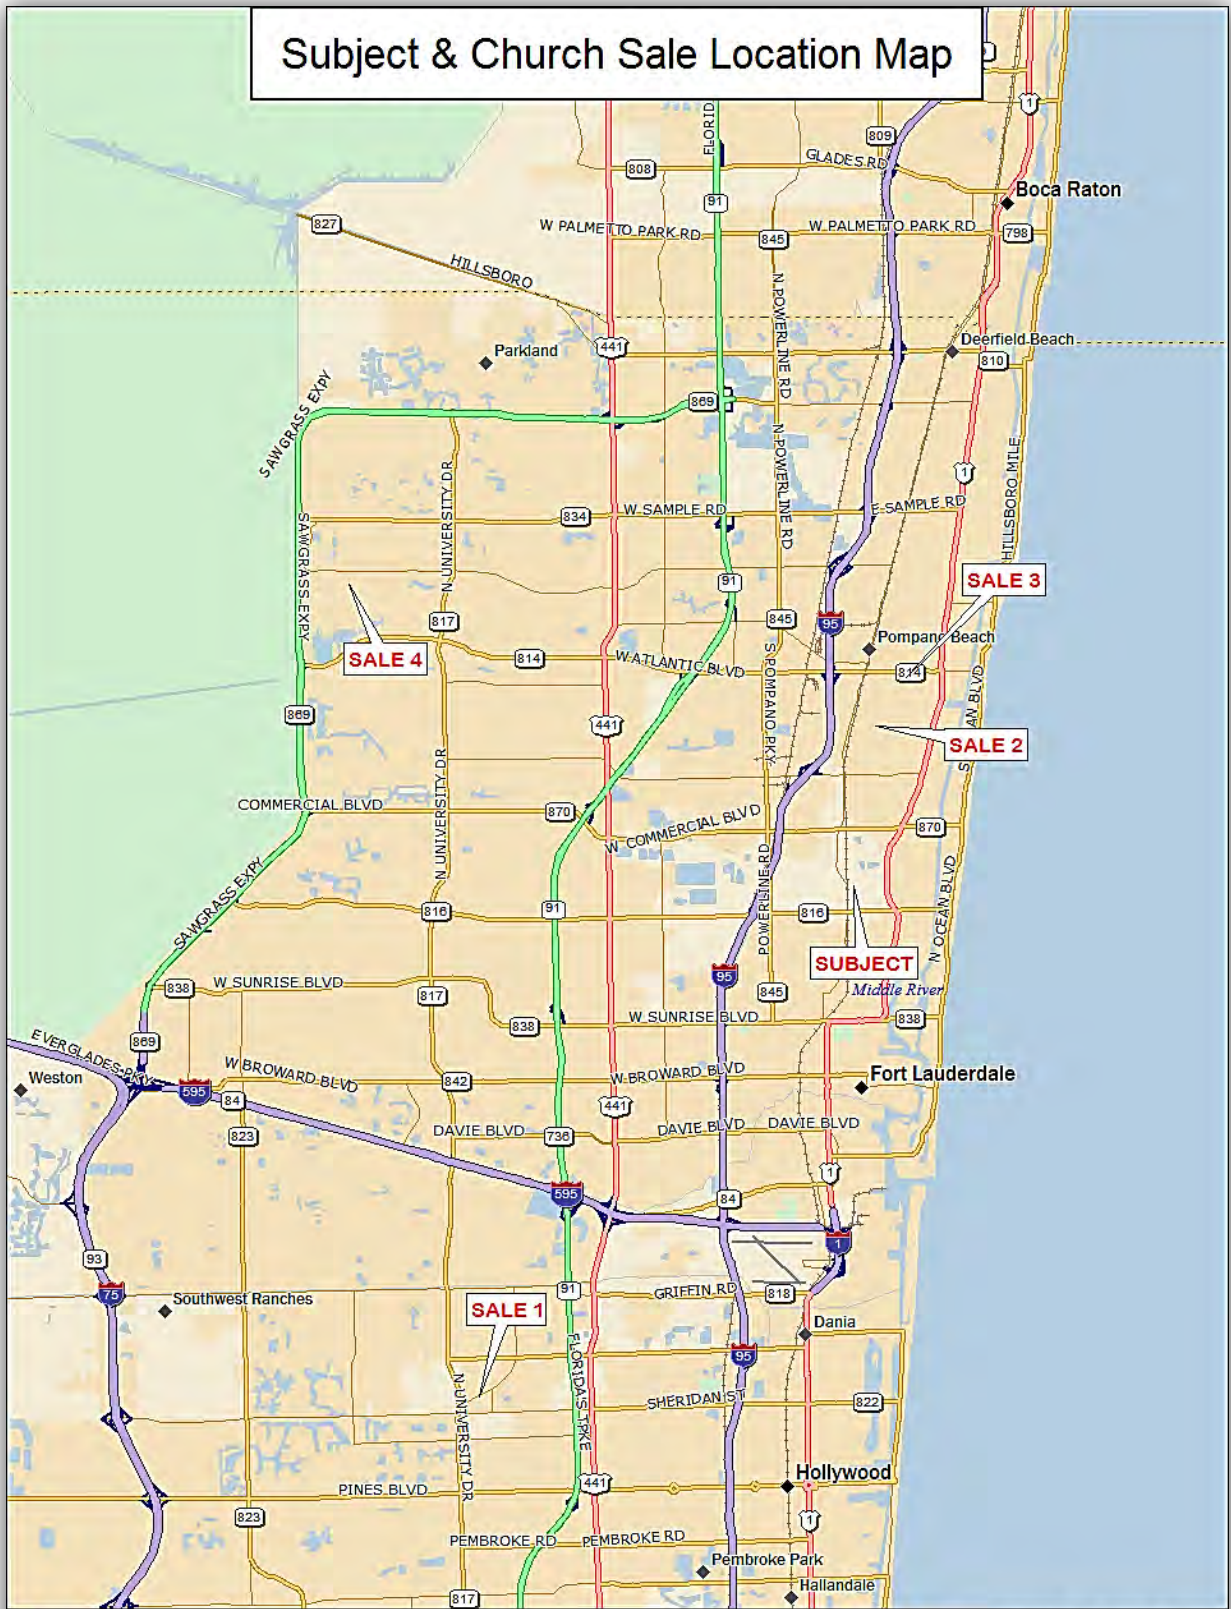 Subject & Church Sale Location Map
1
809
GLADES RD
FLORID
808
Boca Raton
91
827
W PALMETTO PARK RD
845
W PALMETTO PARK RD
798
HILLSBORO
N POWERLINE RD
Deerfield Beach
Parkland
441
810
SAWGRASS EXPY
869
N POWERLINE RD
HILLSBORO MILE
1
N UNIVERSITY DR
834
W SAMPLE RD
E SAMPLE RD
SAWGRASS EXPY
91
SALE 3
817
845
95
Pompano Beach
SALE 4
814
W ATLANTIC BLVD
814
S POMPANO PKY
AN BLVD
869
441
SALE 2
N UNIVERSITY DR
COMMERCIAL BLVD
870
W COMMERCIAL BLVD
870
SAWGRASS EXPY
POWERLINE RD
N OCEAN BLVD
816
91
816
SUBJECT
838
W SUNRISE BLVD
817
95
845
Middle River
838
W SUNRISE BLVD
838
EVERGLADES PKY
869
Weston
W BROWARD BLVD
842
W BROWARD BLVD
Fort Lauderdale
595
84
441
823
DAVIE BLVD
736
DAVIE BLVD
DAVIE BLVD
1
595
84
93
1
75
91
GRIFFIN RD
818
Southwest Ranches
SALE 1
Dania
FLORIDA'S TPKE
95
N UNIVERSITY DR
SHERIDAN ST
822
Hollywood
441
PINES BLVD
823
1
PEMBROKE RD
PEMBROKE RD
Pembroke Park
Hallandale
817